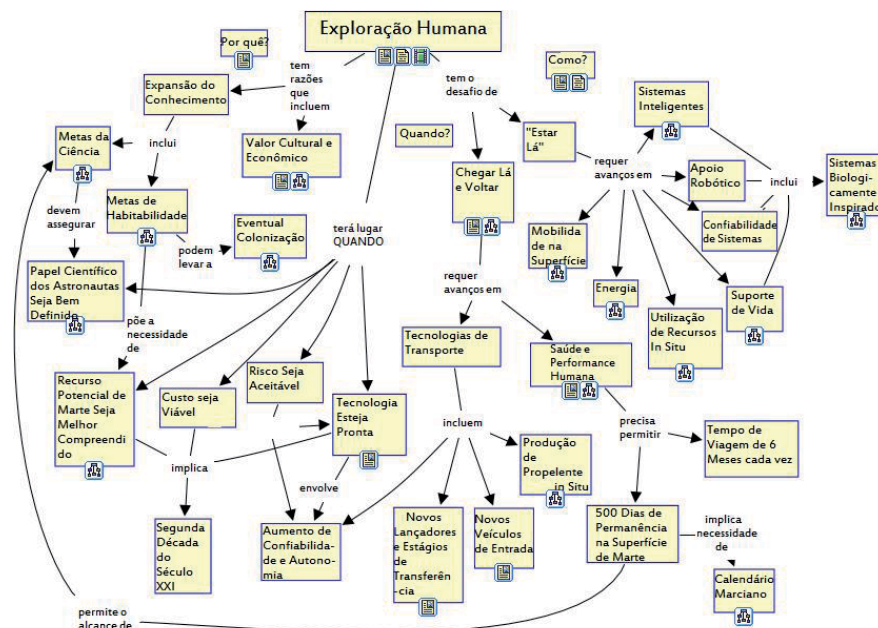 Exploração Humana
Por quê?
tem
razões
que
incluem
Expansão do
Conhecimento
tem o
desafio de
Como?
Quando?
"Estar
Lá"
Sistemas
Inteligentes
Metas da
Ciência
inclui
Valor Cultural e
Econômico
Chegar Lá
e Voltar
requer
avanços em
Apoio
Robótico
inclui
Sistemas
Biologi-
camente
Inspirado
devem
assegurar
Metas de
Habitabilidade
podem
levar a
Eventual
Colonização
terá lugar
QUANDO
Mobilida
de na
Superfície
Confiabilidade
de Sistemas
Papel Científico
dos Astronautas
Seja Bem
Definido
requer
avanços em
Energia
Utilização
de Recursos
In Situ
Suporte
de Vida
põe a
necessidade
de
Tecnologias de
Transporte
Saúde e
Performance
Humana
Recurso
Potencial de
Marte Seja
Melhor
Compreendi
do
Custo seja
Viável
Risco Seja
Aceitável
Tecnologia
Esteja
Pronta
incluem
precisa
permitir
Tempo de
Viagem de 6
Meses cada vez
implica
envolve
Produção
de
Propelente
in Situ
Segunda
Década
do
Século
XXI
Aumento de
Confiabilida-
de e Autono-
mia
Novos
Lançadores
e Estágios
de
Transferên
-cia
Novos
Veículos
de Entrada
500 Dias de
Permanência
na Superfície
de Marte
implica
necessidade
de
Calendário
Marciano
permite o
alcance de